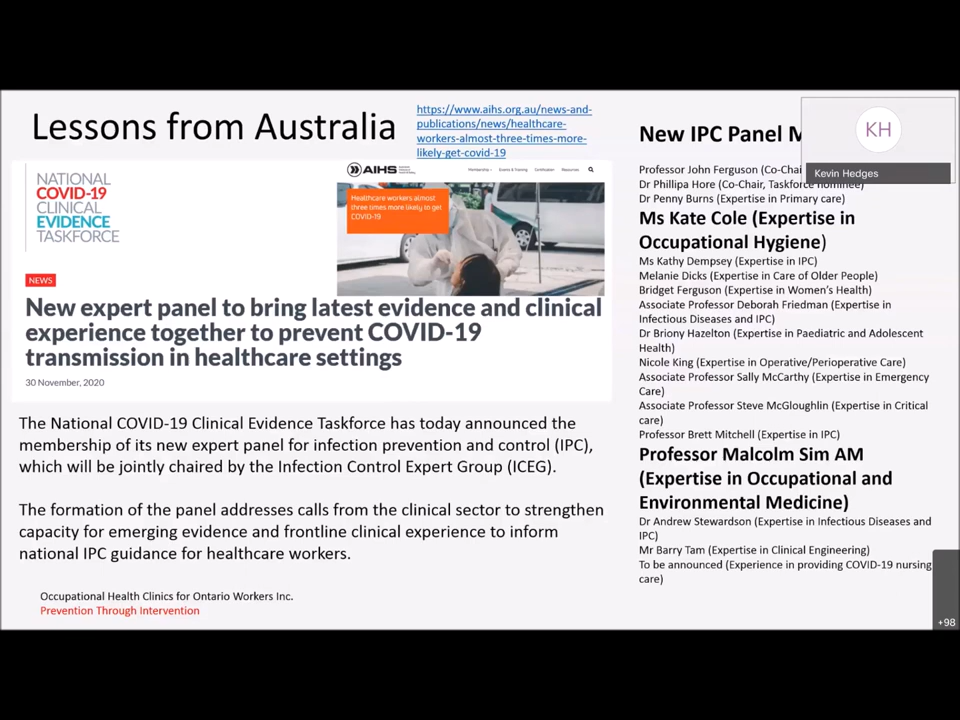 Lessons from Australia
https://www.aihs.org.au/news-and-
publications/news/healthcare-
workers-almost-three-times-more-
likely-get-covid-19
NATIONAL
COVID-19
CLINICAL
EVIDENCE
TASKFORCE
AIHS
Membership
Events & Training
Certification
Resources
Healthcare workers almost
three times more likely to get
COVID-19
NEWS
New expert panel to bring latest evidence and clinical
experience together to prevent COVID-19
transmission in healthcare settings
30 November, 2020
The National COVID-19 Clinical Evidence Taskforce has today announced the
membership of its new expert panel for infection prevention and control (IPC),
which will be jointly chaired by the Infection Control Expert Group (ICEG).
The formation of the panel addresses calls from the clinical sector to strengthen
capacity for emerging evidence and frontline clinical experience to inform
national IPC guidance for healthcare workers.
Occupational Health Clinics for Ontario Workers Inc.
Prevention Through Intervention
New IPC Panel M
Professor John Ferguson (Co-Chai
Dr Phillipa Hore (Co-Chair, Taskforce nominee)
Dr Penny Burns (Expertise in Primary care)
Ms Kate Cole (Expertise in
Occupational Hygiene)
Ms Kathy Dempsey (Expertise in IPC)
Melanie Dicks (Expertise in Care of Older People)
Bridget Ferguson (Expertise in Women's Health)
Associate Professor Deborah Friedman (Expertise in
Infectious Diseases and IPC)
Dr Briony Hazelton (Expertise in Paediatric and Adolescent
Health)
Nicole King (Expertise in Operative/Perioperative Care)
Associate Professor Sally McCarthy (Expertise in Emergency
Care)
Associate Professor Steve McGloughlin (Expertise in Critical
care)
Professor Brett Mitchell (Expertise in IPC)
Professor Malcolm Sim AM
(Expertise in Occupational and
Environmental Medicine)
Dr Andrew Stewardson (Expertise in Infectious Diseases and
IPC)
Mr Barry Tam (Expertise in Clinical Engineering)
To be announced (Experience in providing COVID-19 nursing
care)
KH
Kevin Hedges
+98